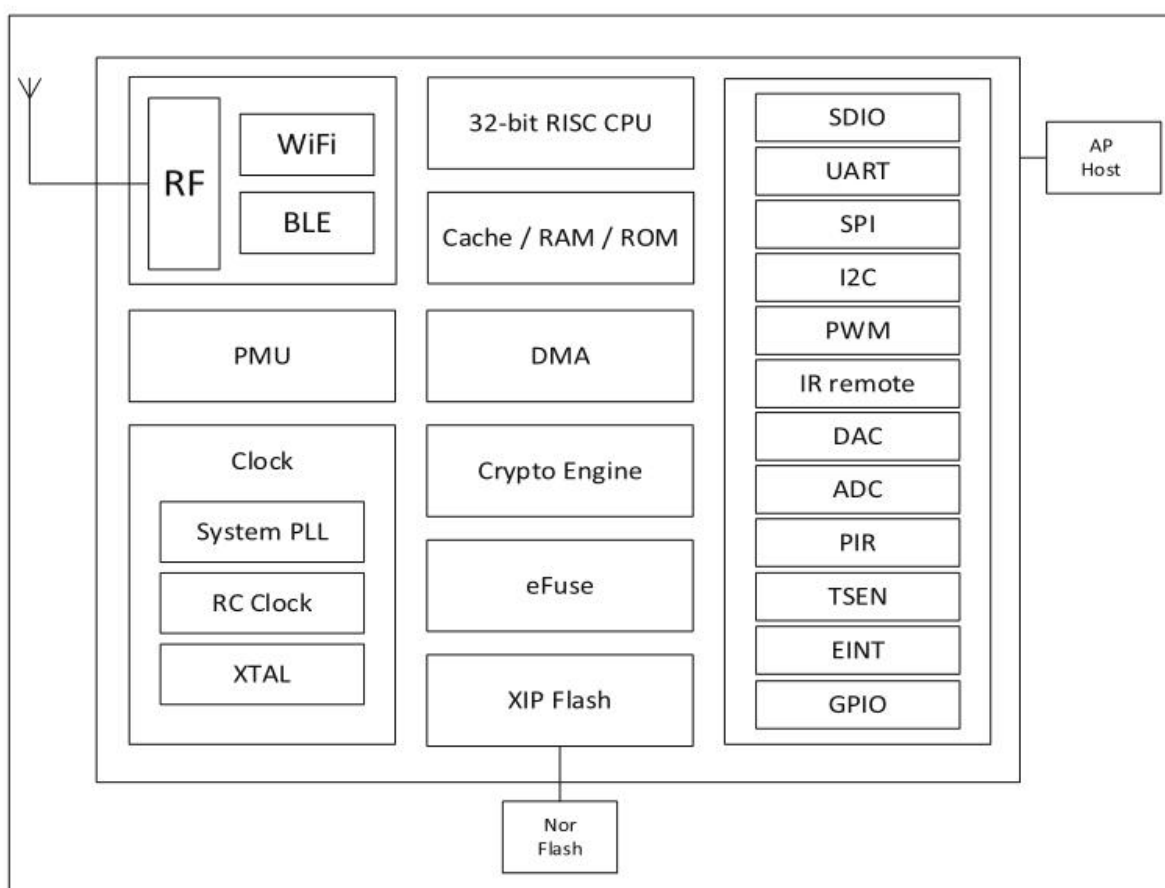 RF
WiFi
BLE
PMU
Clock
System PLL
RC Clock
XTAL
32-bit RISC CPU
Cache / RAM / ROM
DMA
Crypto Engine
eFuse
XIP Flash
Nor
Flash
SDIO
UART
SPI
I2C
PWM
IR remote
DAC
ADC
PIR
TSEN
EINT
GPIO
AP
Host